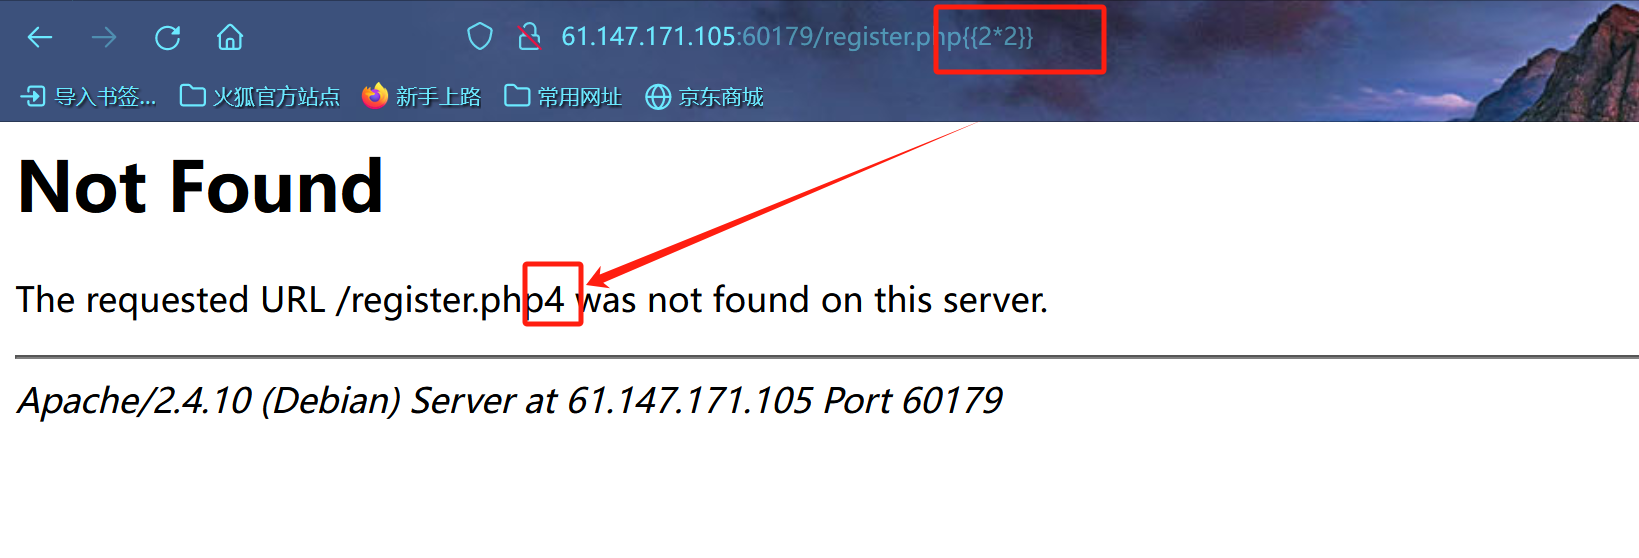 61.147.171.105:60179/register.php{{2*2}}
导入书签... 火狐官方站点 新手上路 常用网址 京东商城
Not Found
The requested URL /register.php4 was not found on this server.
Apache/2.4.10 (Debian) Server at 61.147.171.105 Port 60179